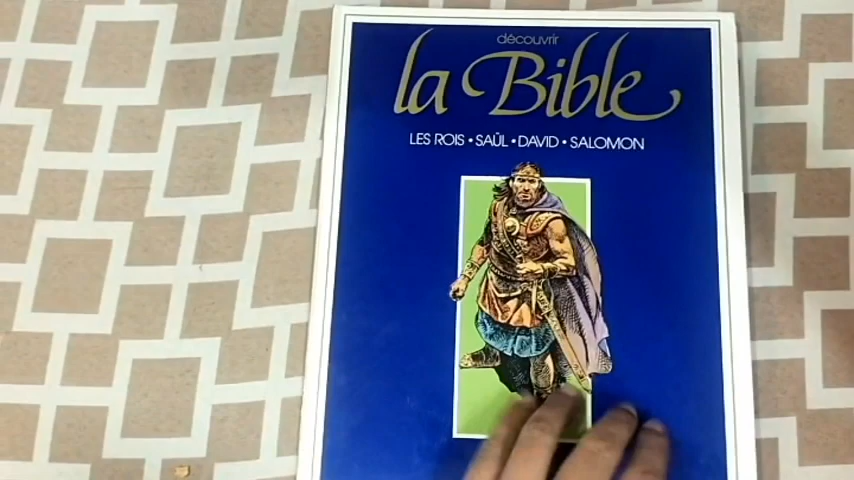 découvrir
la Bible
LES ROIS • SAÜL • DAVID • SALOMON